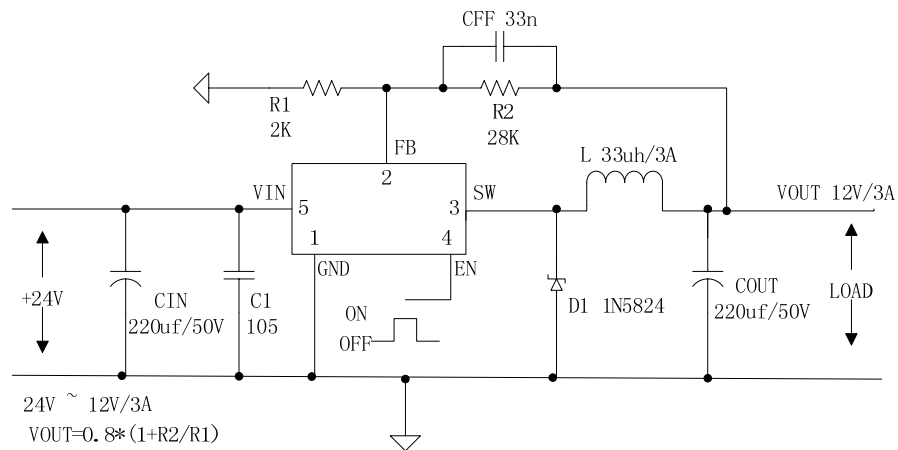 CFF 33n
R1
2K
R2
28K
FB
L 33uh/3A
VIN
2
SW
VOUT 12V/3A
5
3
1
4
GND
EN
+24V
CIN
220uf/50V
C1
105
ON
OFF
D1 1N5824
COUT
220uf/50V
LOAD
24V ~ 12V/3A
VOUT=0.8*(1+R2/R1)